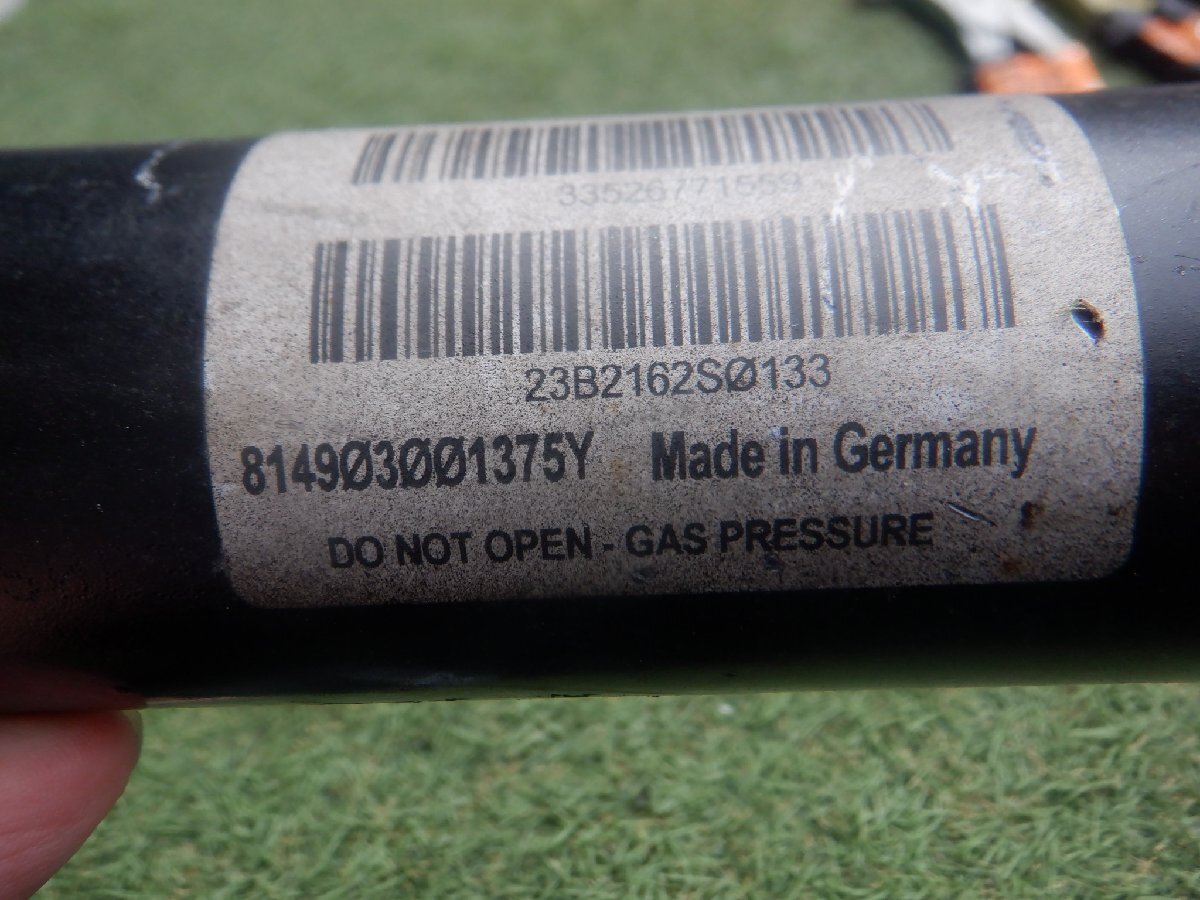 33526771559
23B2162SØ133
8149Ø3ØØ1375Y Made in Germany
DO NOT OPEN - GAS PRESSURE